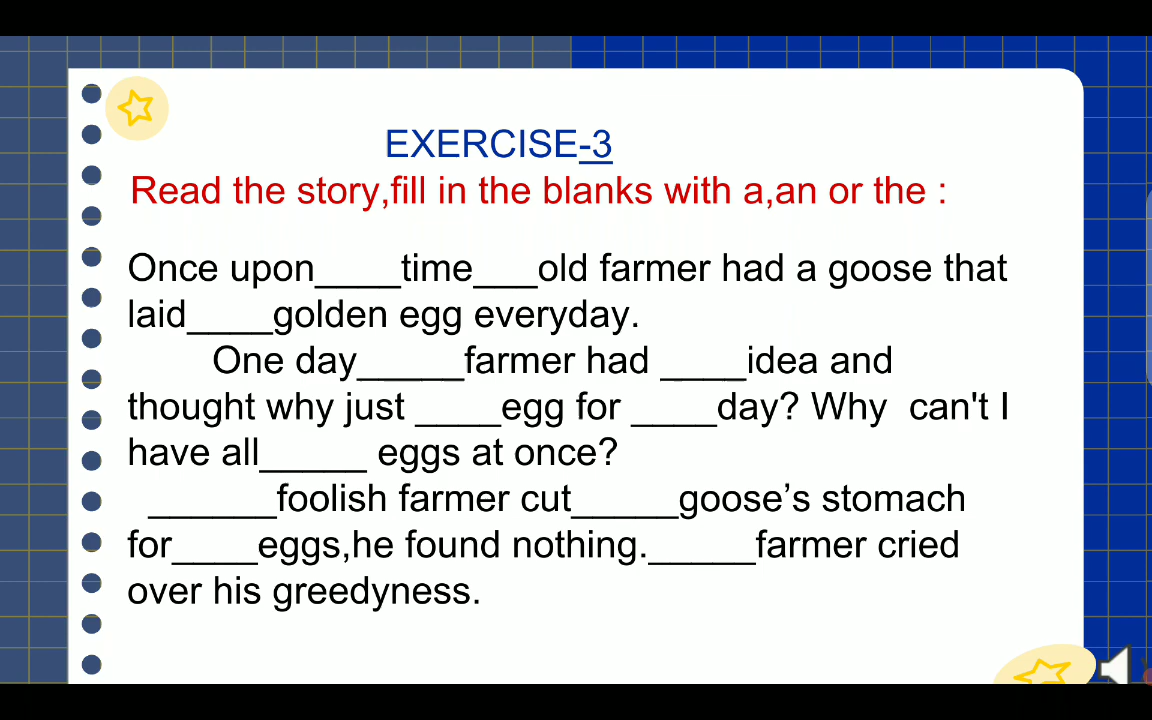 EXERCISE-3
Read the story,fill in the blanks with a,an or the :
Once upon____time___old farmer had a goose that
laid____golden egg everyday.
One day_____farmer had ____idea and
thought why just ____egg for ____day? Why can't I
have all_____ eggs at once?
______foolish farmer cut_____goose’s stomach
for____eggs,he found nothing._____farmer cried
over his greedyness.